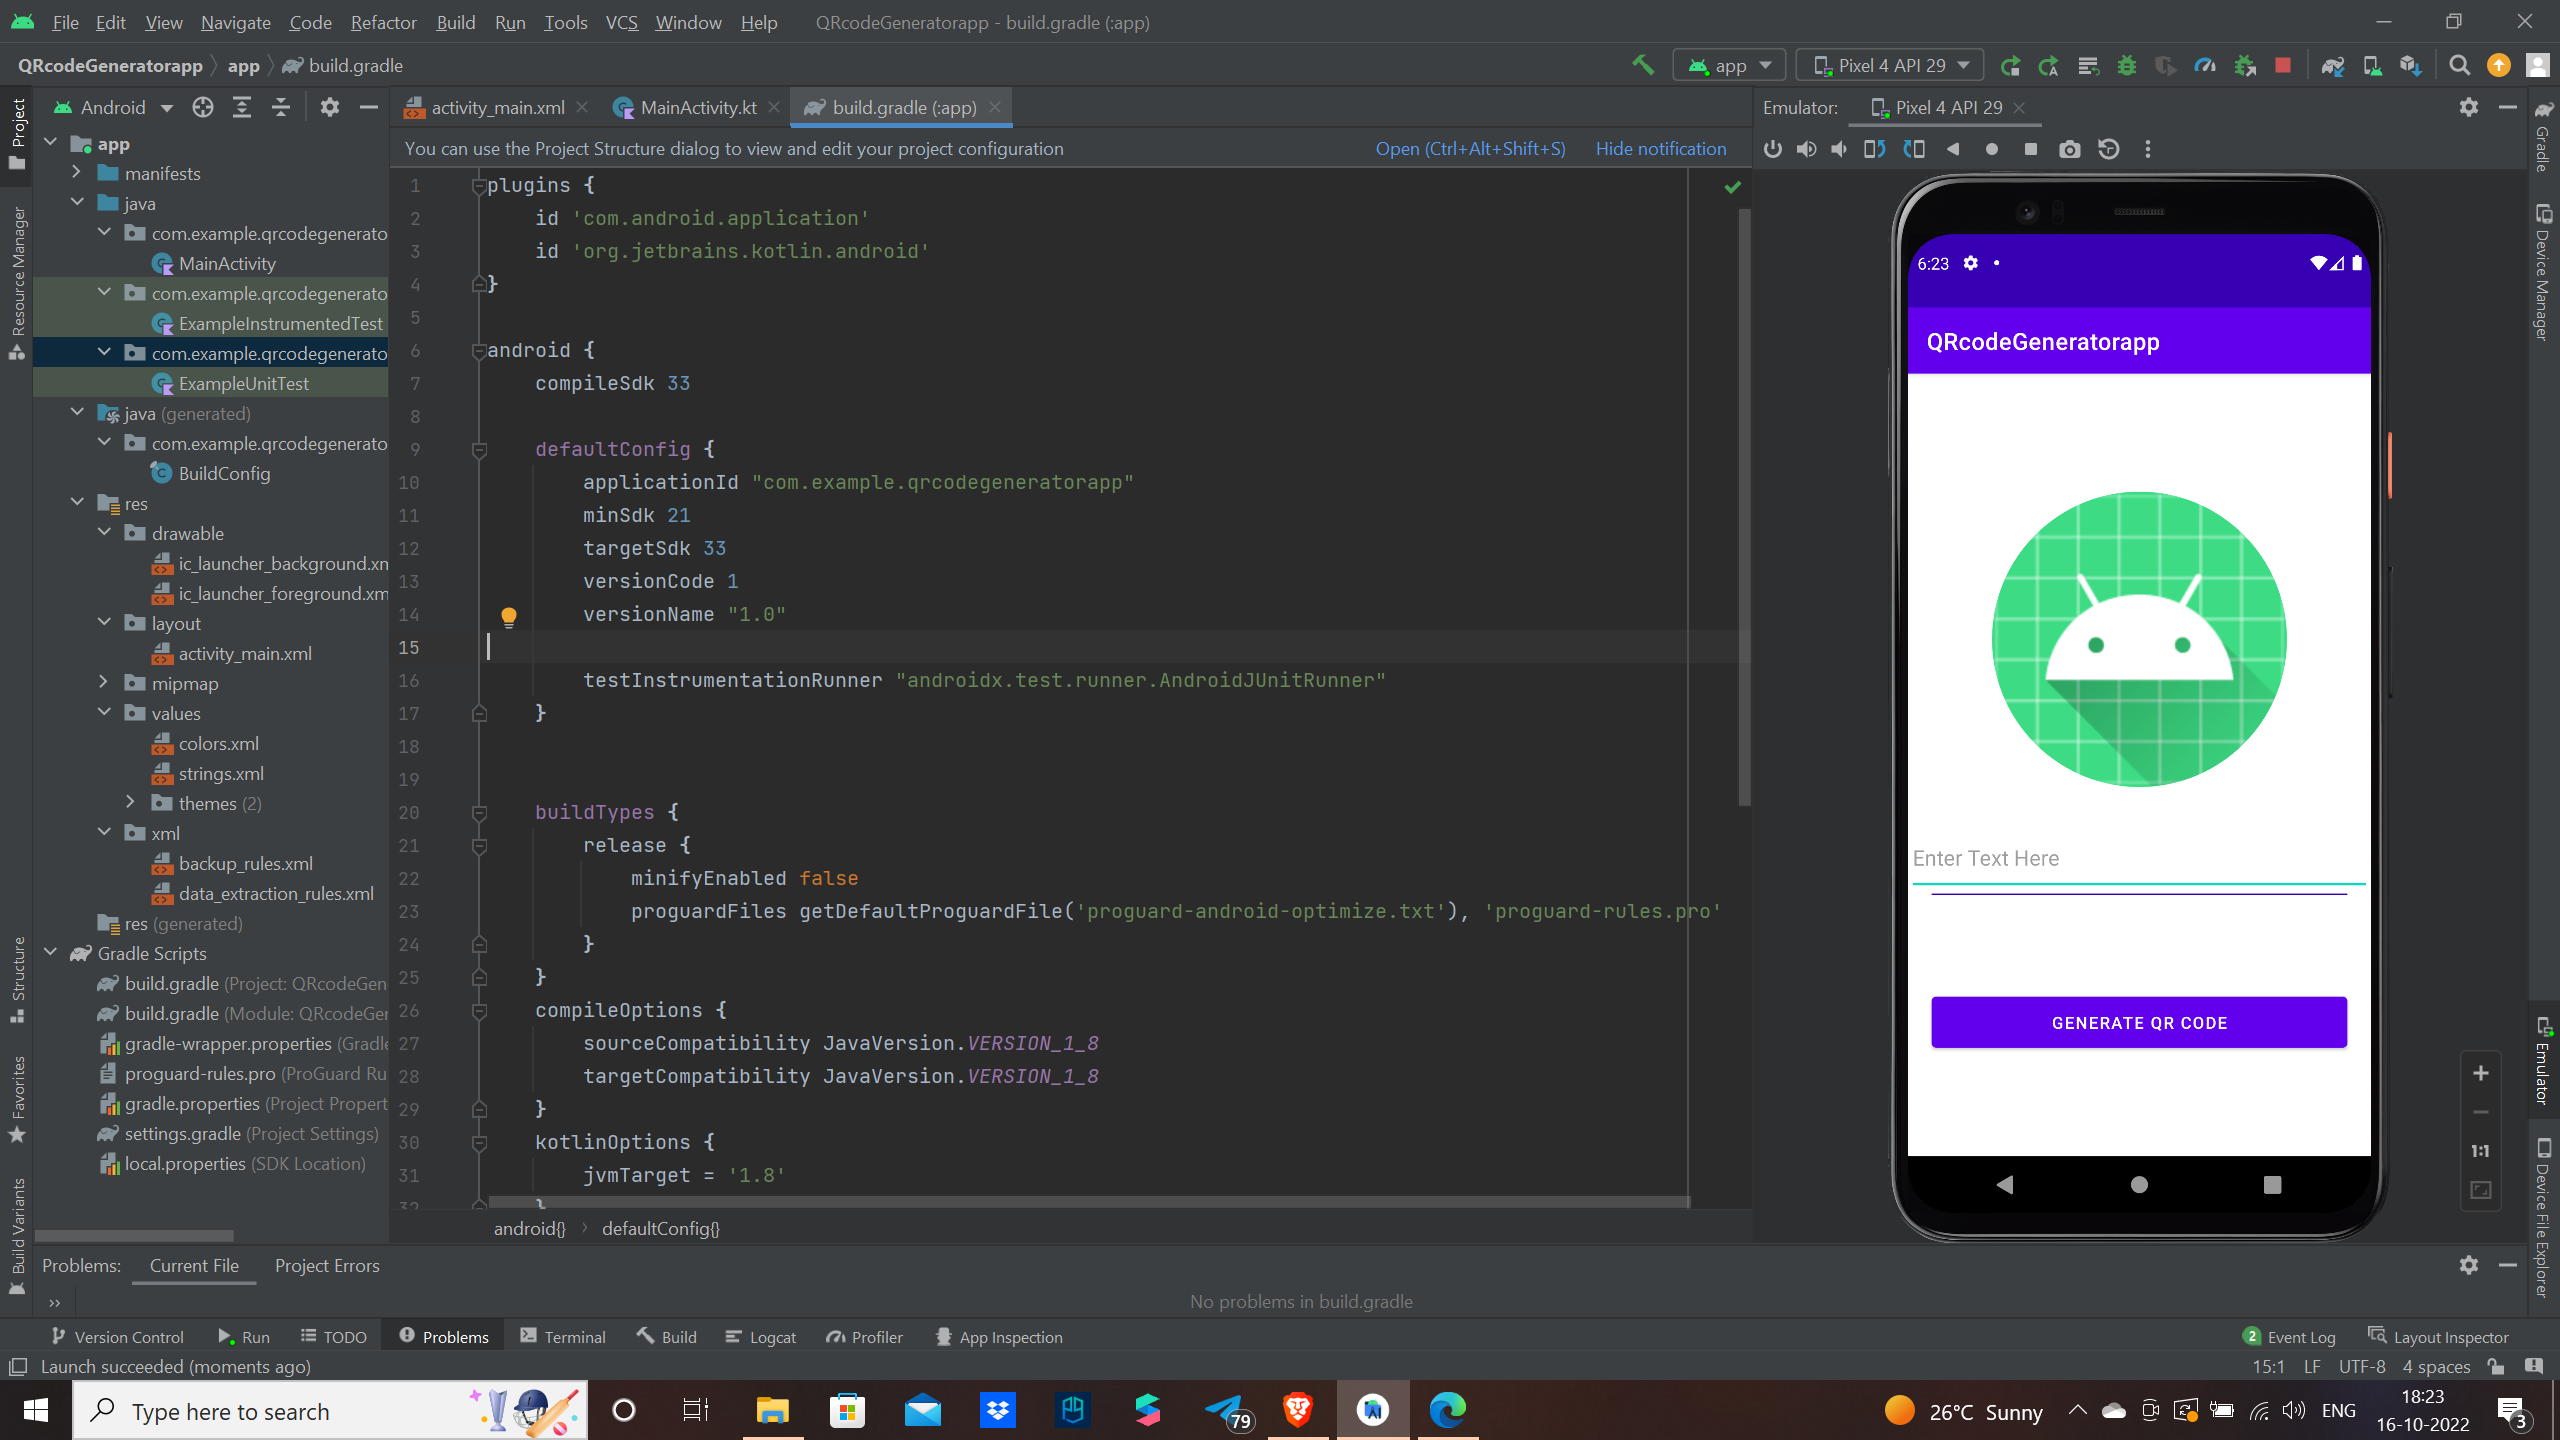 File Edit View Navigate Code Refactor Build Run Tools VCS Window Help QRcodeGeneratorapp - build.gradle (:app)
QRcodeGeneratorapp app build.gradle app Pixel 4 API 29
Android
activity_main.xml MainActivity.kt build.gradle (:app)
Emulator: Pixel 4 API 29
You can use the Project Structure dialog to view and edit your project configuration Open (Ctrl+Alt+Shift+S) Hide notification
Project
Resource Manager
Structure
Favorites
Build Variants
app
manifests
java
com.example.qrcodegenerato
MainActivity
com.example.qrcodegenerato
ExampleInstrumentedTest
com.example.qrcodegenerato
ExampleUnitTest
java (generated)
com.example.qrcodegenerato
BuildConfig
res
drawable
ic_launcher_background.xm
ic_launcher_foreground.xm
layout
activity_main.xml
mipmap
values
colors.xml
strings.xml
themes (2)
xml
backup_rules.xml
data_extraction_rules.xml
res (generated)
Gradle Scripts
build.gradle (Project: QRcodeGen
build.gradle (Module: QRcodeGer
gradle-wrapper.properties (Gradle
proguard-rules.pro (ProGuard Ru
gradle.properties (Project Propert
settings.gradle (Project Settings)
local.properties (SDK Location)
1 plugins {
2 id 'com.android.application'
3 id 'org.jetbrains.kotlin.android'
4 }
5
6 android {
7 compileSdk 33
8
9 defaultConfig {
10 applicationId "com.example.qrcodegeneratorapp"
11 minSdk 21
12 targetSdk 33
13 versionCode 1
14 versionName "1.0"
15
16 testInstrumentationRunner "androidx.test.runner.AndroidJUnitRunner"
17 }
18
19
20 buildTypes {
21 release {
22 minifyEnabled false
23 proguardFiles getDefaultProguardFile('proguard-android-optimize.txt'), 'proguard-rules.pro'
24 }
25 }
26 compileOptions {
27 sourceCompatibility JavaVersion.VERSION_1_8
28 targetCompatibility JavaVersion.VERSION_1_8
29 }
30 kotlinOptions {
31 jvmTarget = '1.8'
32 }
android{} defaultConfig{}
6:23
QRcodeGeneratorapp
Enter Text Here
GENERATE QR CODE
1:1
Gradle
Device Manager
Emulator
Device File Explorer
Problems: Current File Project Errors
No problems in build.gradle
Version Control Run TODO Problems Terminal Build Logcat Profiler App Inspection 2 Event Log Layout Inspector
Launch succeeded (moments ago) 15:1 LF UTF-8 4 spaces
Type here to search 79 26°C Sunny ENG 18:23
16-10-2022 3